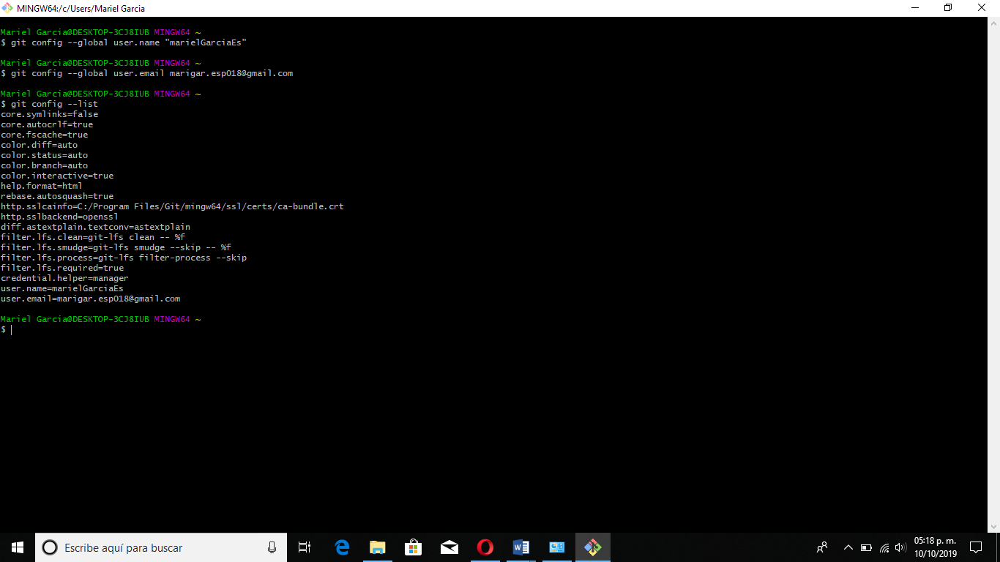 MINGW64:/c/Users/Mariel Garcia
Mariel Garcia@DESKTOP-3CJ8IUB MINGW64 ~
$ git config --global user.name "marielGarciaEs"
Mariel Garcia@DESKTOP-3CJ8IUB MINGW64 ~
$ git config --global user.email marigar.esp018@gmail.com
Mariel Garcia@DESKTOP-3CJ8IUB MINGW64 ~
$ git config --list
core.symlinks=false
core.autocrlf=true
core.fscache=true
color.diff=auto
color.status=auto
color.branch=auto
color.interactive=true
help.format=html
rebase.autosquash=true
http.sslcainfo=C:/Program Files/Git/mingw64/ssl/certs/ca-bundle.crt
http.sslbackend=openssl
diff.astextplain.textconv=astextplain
filter.lfs.clean=git-lfs clean -- %f
filter.lfs.smudge=git-lfs smudge --skip -- %f
filter.lfs.process=git-lfs filter-process --skip
filter.lfs.required=true
credential.helper=manager
user.name=marielGarciaEs
user.email=marigar.esp018@gmail.com
Mariel Garcia@DESKTOP-3CJ8IUB MINGW64 ~
$
Escribe aquí para buscar
05:18 p. m.
10/10/2019